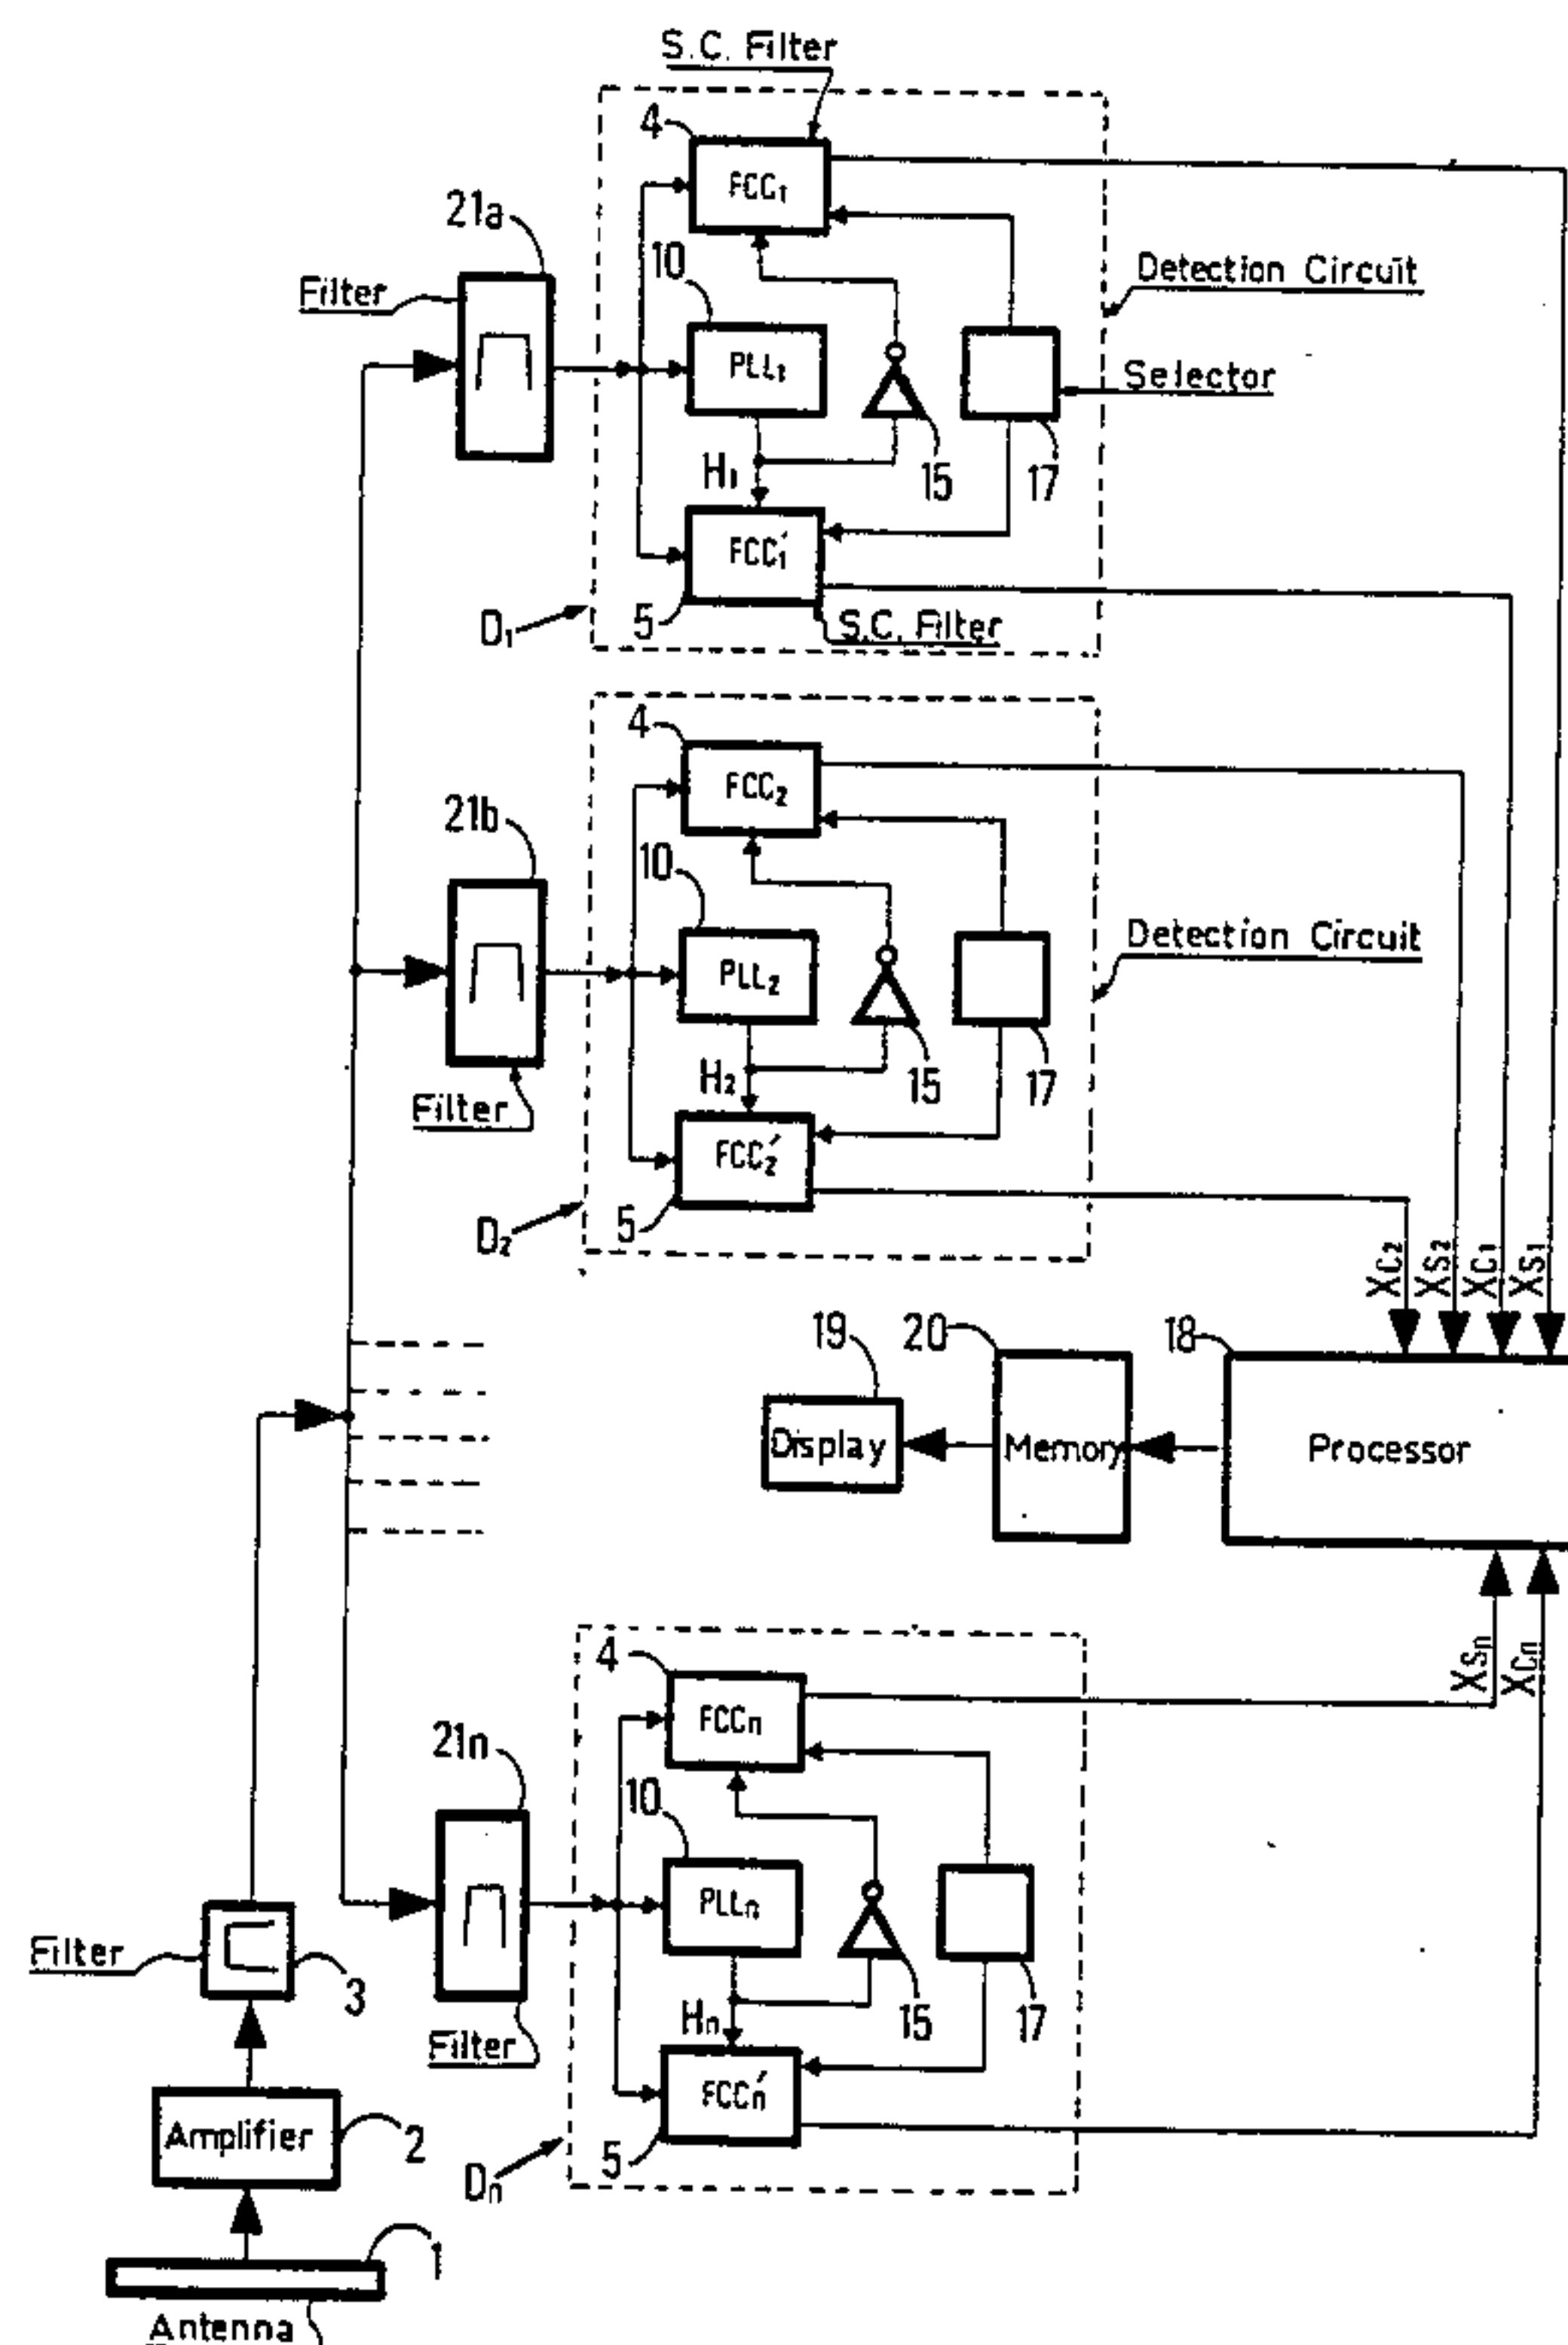 S.C. Filter
4
FCC₁
21a
10
Filter
Detection Circuit
PLL₁
Selector
H₁
15
17
FCC₁′
D₁
5
S.C. Filter
4
FCC₂
21b
10
Detection Circuit
PLL₂
H₂
15
17
Filter
FCC₂′
D₂
5
XC₂
XS₂
XC₁
XS₁
19
20
18
Display
Memory
Processor
4
XSn
XCn
FCCn
21n
10
PLLn
Filter
3
Hn
15
17
Filter
FCCn′
Amplifier
2
5
Dn
1
Antenna